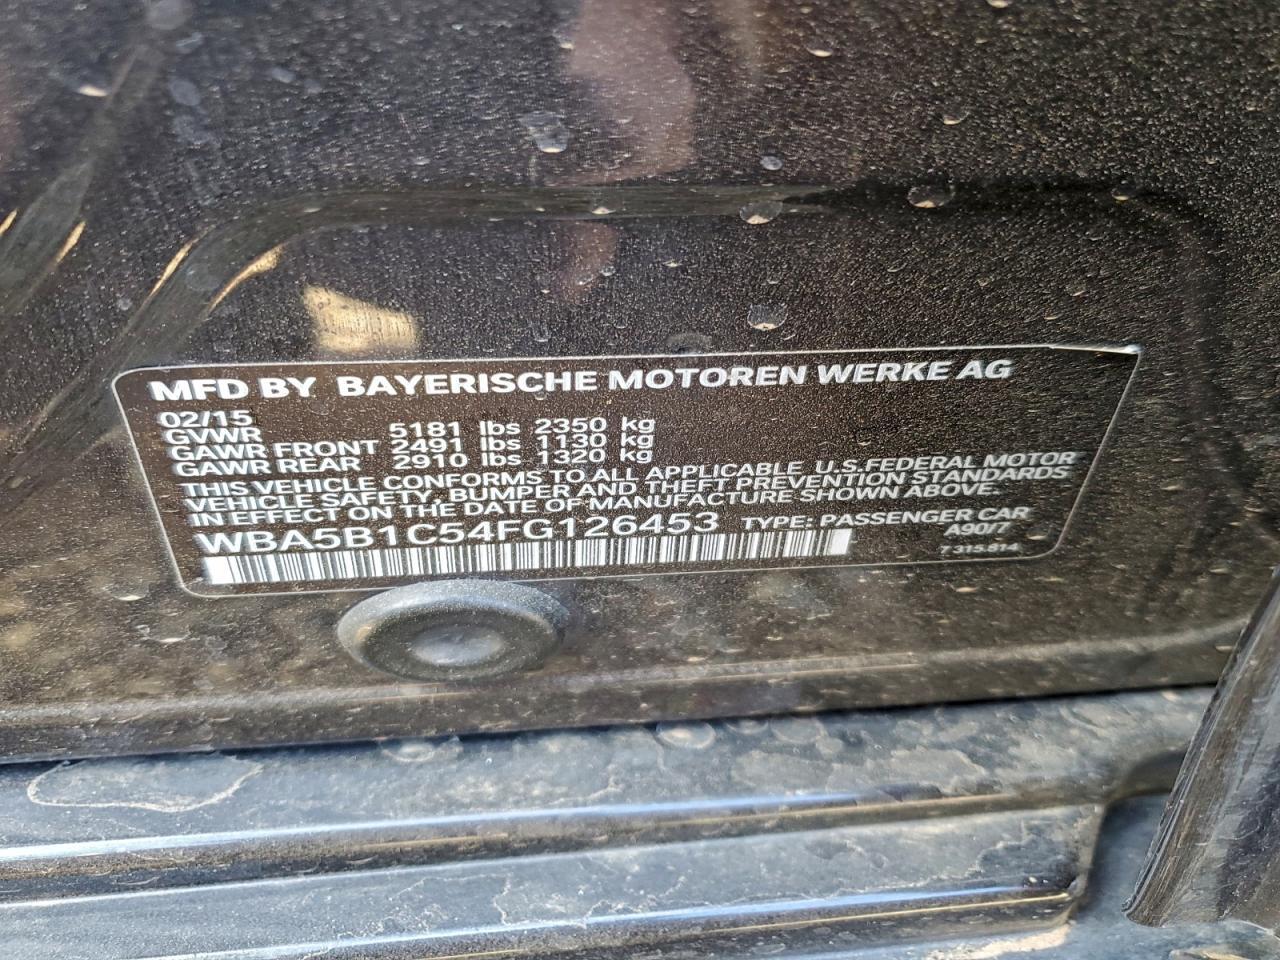 MFD BY BAYERISCHE MOTOREN WERKE AG
02/15
GVWR 5181 lbs 2350 kg
GAWR FRONT 2491 lbs 1130 kg
GAWR REAR 2910 lbs 1320 kg
THIS VEHICLE CONFORMS TO ALL APPLICABLE U.S.FEDERAL MOTOR
VEHICLE SAFETY, BUMPER AND THEFT PREVENTION STANDARDS
IN EFFECT ON THE DATE OF MANUFACTURE SHOWN ABOVE.
WBA5B1C54FG126453 TYPE: PASSENGER CAR
A90/7
7 315 814